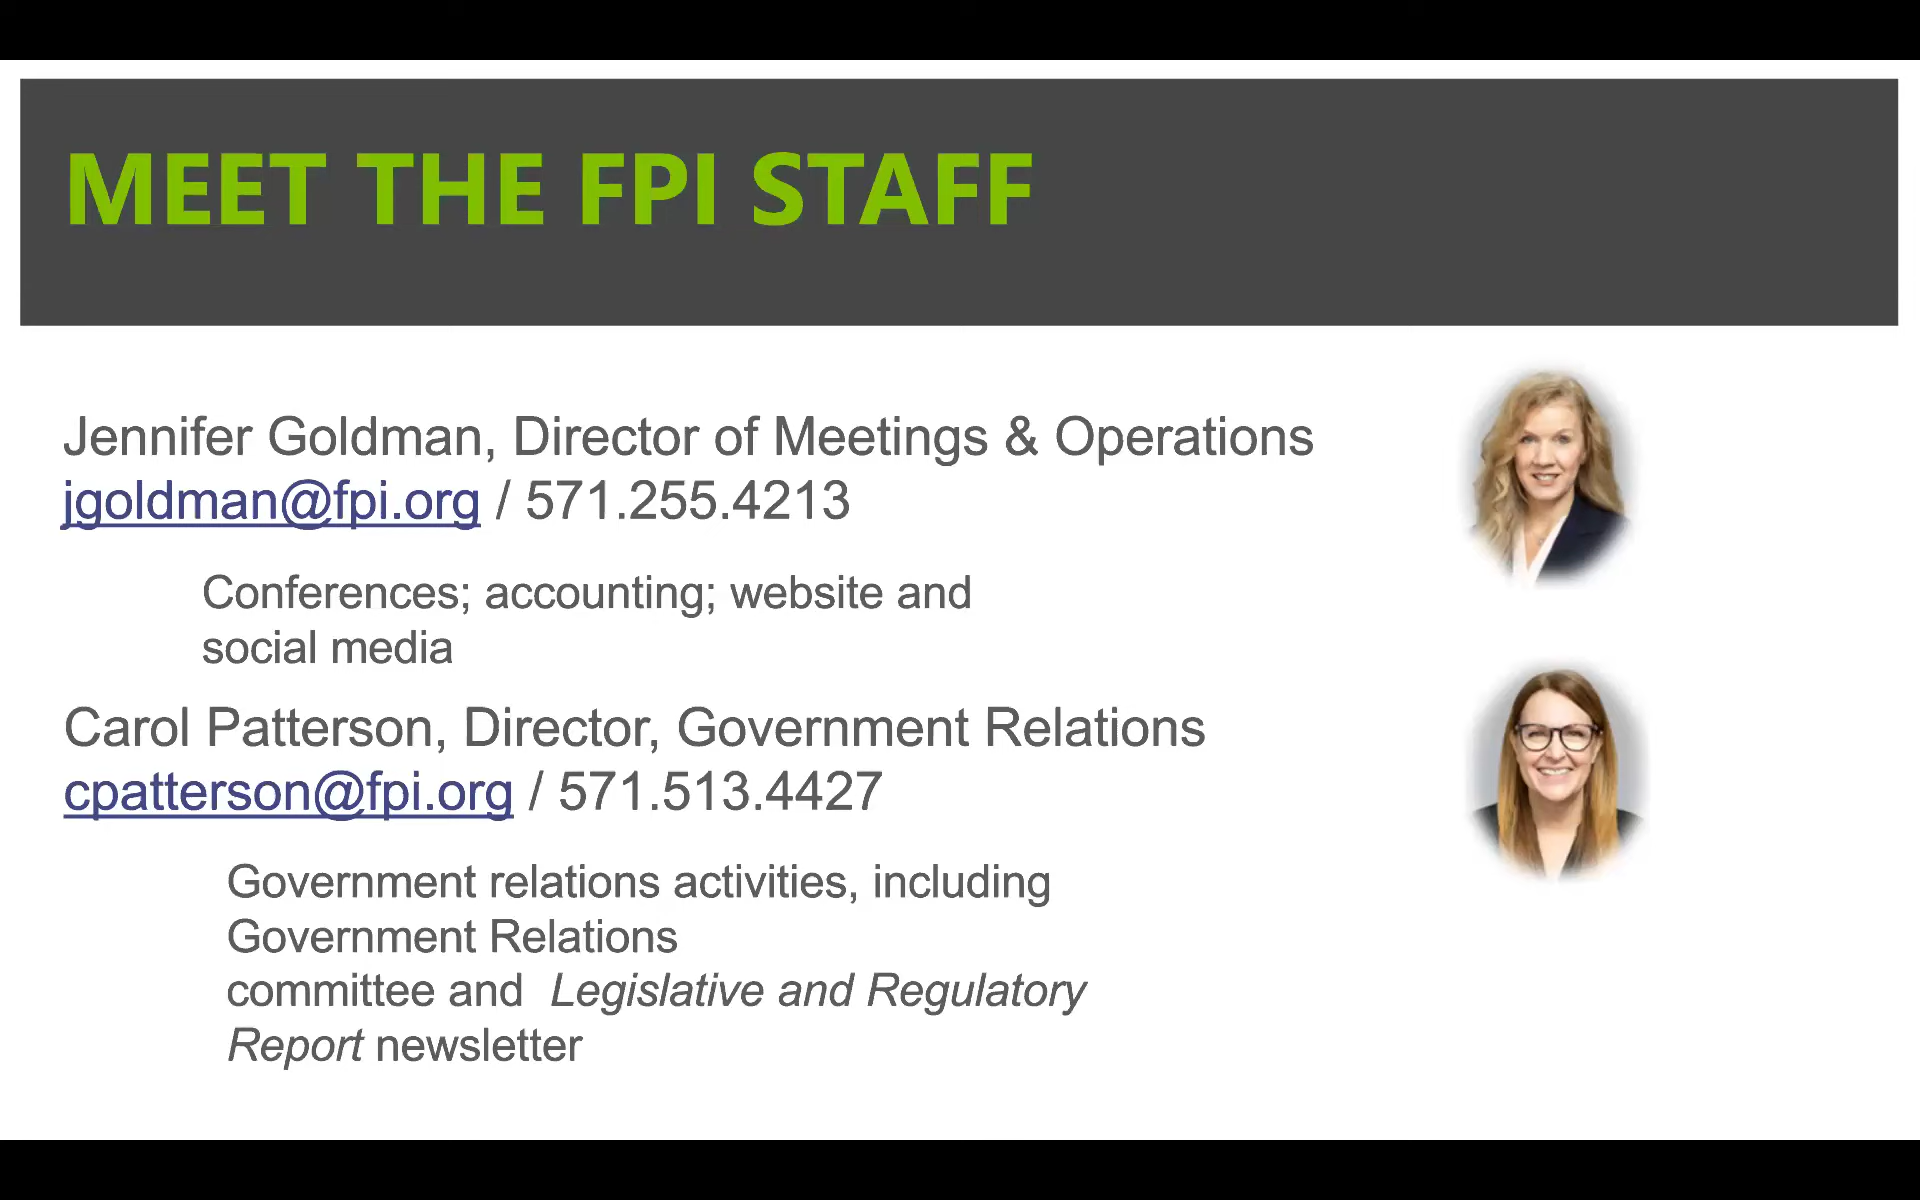 MEET THE FPI STAFF
Jennifer Goldman, Director of Meetings & Operations
jgoldman@fpi.org / 571.255.4213
Conferences; accounting; website and
social media
Carol Patterson, Director, Government Relations
cpatterson@fpi.org / 571.513.4427
Government relations activities, including
Government Relations
committee and Legislative and Regulatory
Report newsletter